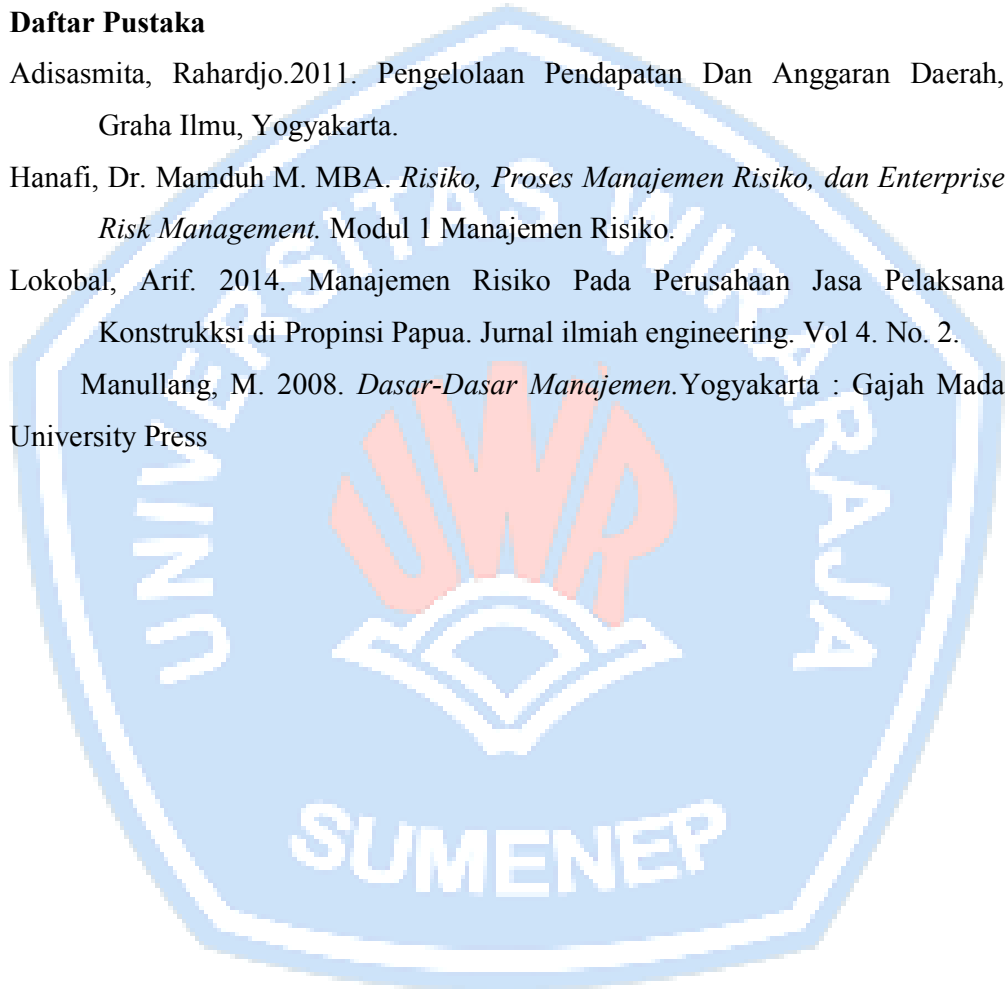 Daftar Pustaka
Adisasmita, Rahardjo.2011. Pengelolaan Pendapatan Dan Anggaran Daerah,
Graha Ilmu, Yogyakarta.
Hanafi, Dr. Mamduh M. MBA. Risiko, Proses Manajemen Risiko, dan Enterprise
Risk Management. Modul 1 Manajemen Risiko.
Lokobal, Arif. 2014. Manajemen Risiko Pada Perusahaan Jasa Pelaksana
Konstrukksi di Propinsi Papua. Jurnal ilmiah engineering. Vol 4. No. 2.
Manullang, M. 2008. Dasar-Dasar Manajemen.Yogyakarta : Gajah Mada
University Press
UNIVERSITAS WIRARAJA
UWR
SUMENEP